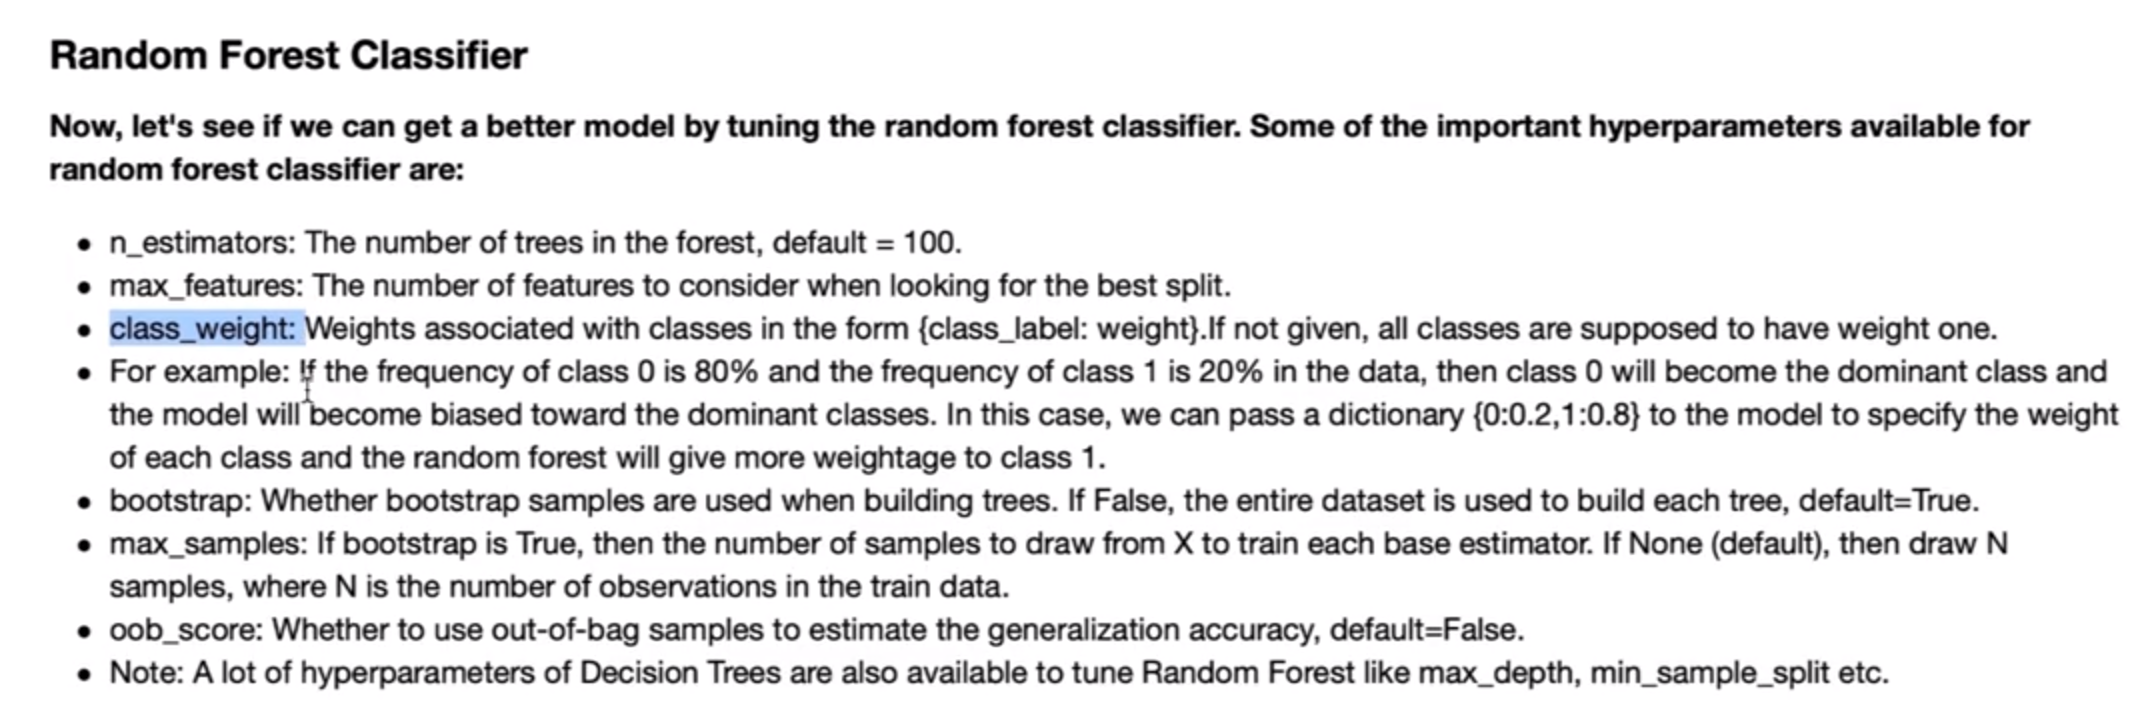 Random Forest Classifier
Now, let's see if we can get a better model by tuning the random forest classifier. Some of the important hyperparameters available for
random forest classifier are:
• n_estimators: The number of trees in the forest, default = 100.
• max_features: The number of features to consider when looking for the best split.
• class_weight: Weights associated with classes in the form {class_label: weight}.If not given, all classes are supposed to have weight one.
• For example: If the frequency of class 0 is 80% and the frequency of class 1 is 20% in the data, then class 0 will become the dominant class and
the model will become biased toward the dominant classes. In this case, we can pass a dictionary {0:0.2,1:0.8} to the model to specify the weight
of each class and the random forest will give more weightage to class 1.
• bootstrap: Whether bootstrap samples are used when building trees. If False, the entire dataset is used to build each tree, default=True.
• max_samples: If bootstrap is True, then the number of samples to draw from X to train each base estimator. If None (default), then draw N
samples, where N is the number of observations in the train data.
• oob_score: Whether to use out-of-bag samples to estimate the generalization accuracy, default=False.
• Note: A lot of hyperparameters of Decision Trees are also available to tune Random Forest like max_depth, min_sample_split etc.